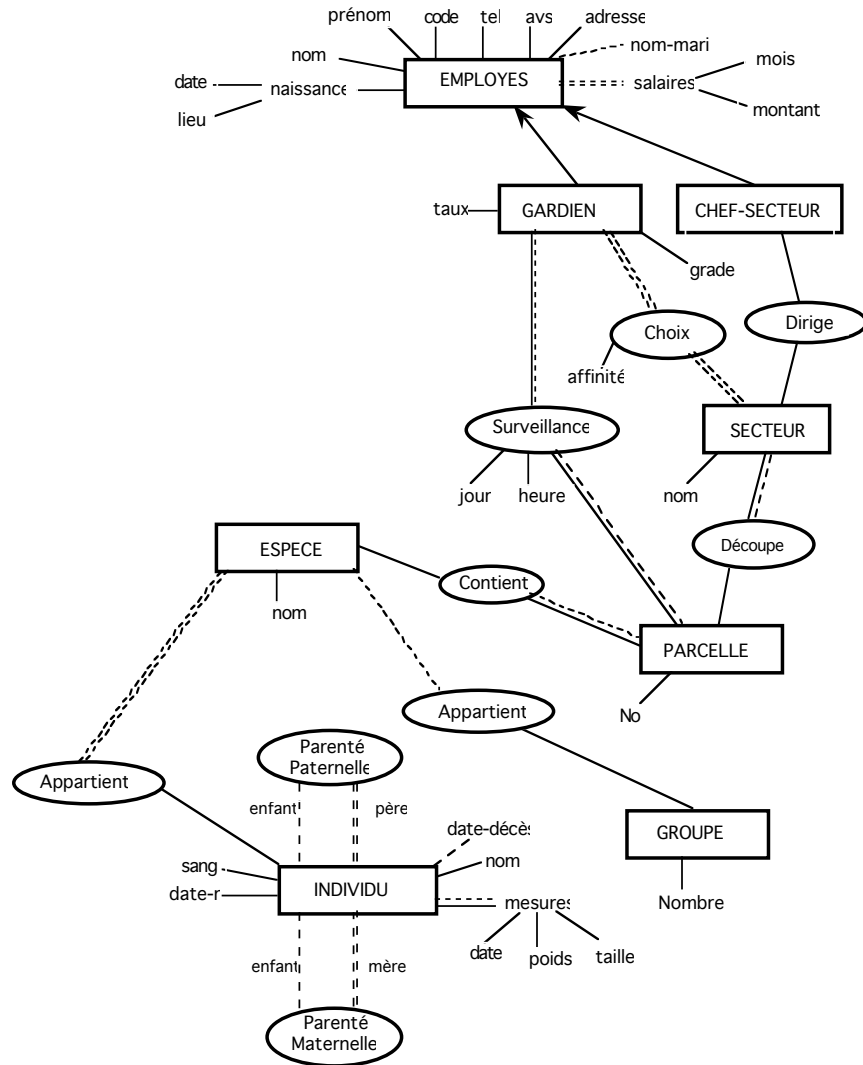 prénom code tel avs adresse
nom nom-mari
EMPLOYES mois
date naissance salaires
lieu montant
taux GARDIEN CHEF-SECTEUR
grade
Choix Dirige
affinité
Surveillance SECTEUR
jour heure nom
ESPECE Découpe
Contient
nom
PARCELLE
Appartient No
Parenté
Paternelle
Appartient
enfant père
date-décès GROUPE
sang nom
date-r INDIVIDU
mesures Nombre
date poids taille
enfant mère
Parenté
Maternelle